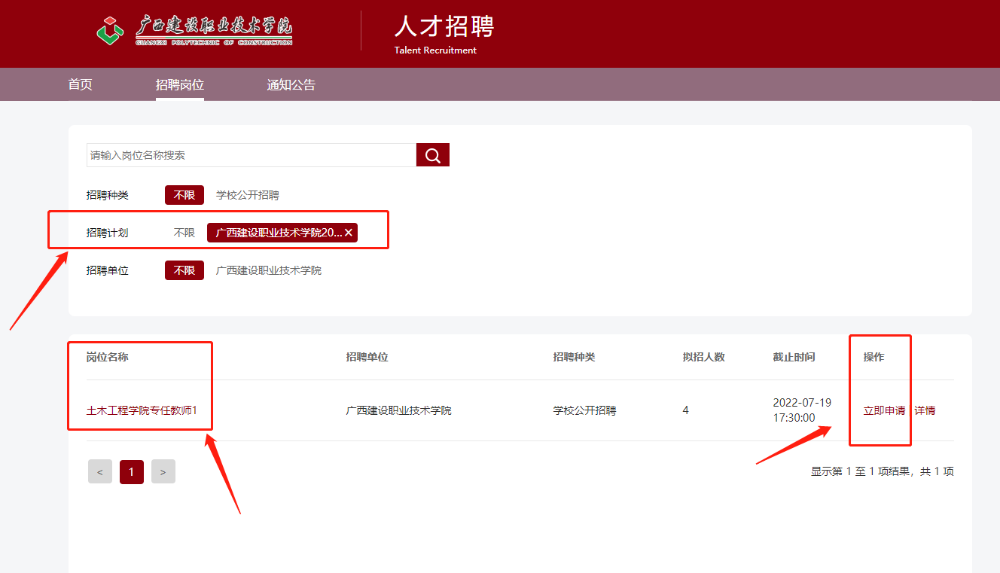 广西建设职业技术学院
GUANGXI POLYTECHNIC OF CONSTRUCTION
人才招聘
Talent Recruitment
首页 招聘岗位 通知公告
请输入岗位名称搜索
招聘种类 不限 学校公开招聘
招聘计划 不限 广西建设职业技术学院20... ×
招聘单位 不限 广西建设职业技术学院
岗位名称 招聘单位 招聘种类 拟招人数 截止时间 操作
土木工程学院专任教师1 广西建设职业技术学院 学校公开招聘 4 2022-07-19 17:30:00 立即申请 详情
< 1 >
显示第 1 至 1 项结果，共 1 项